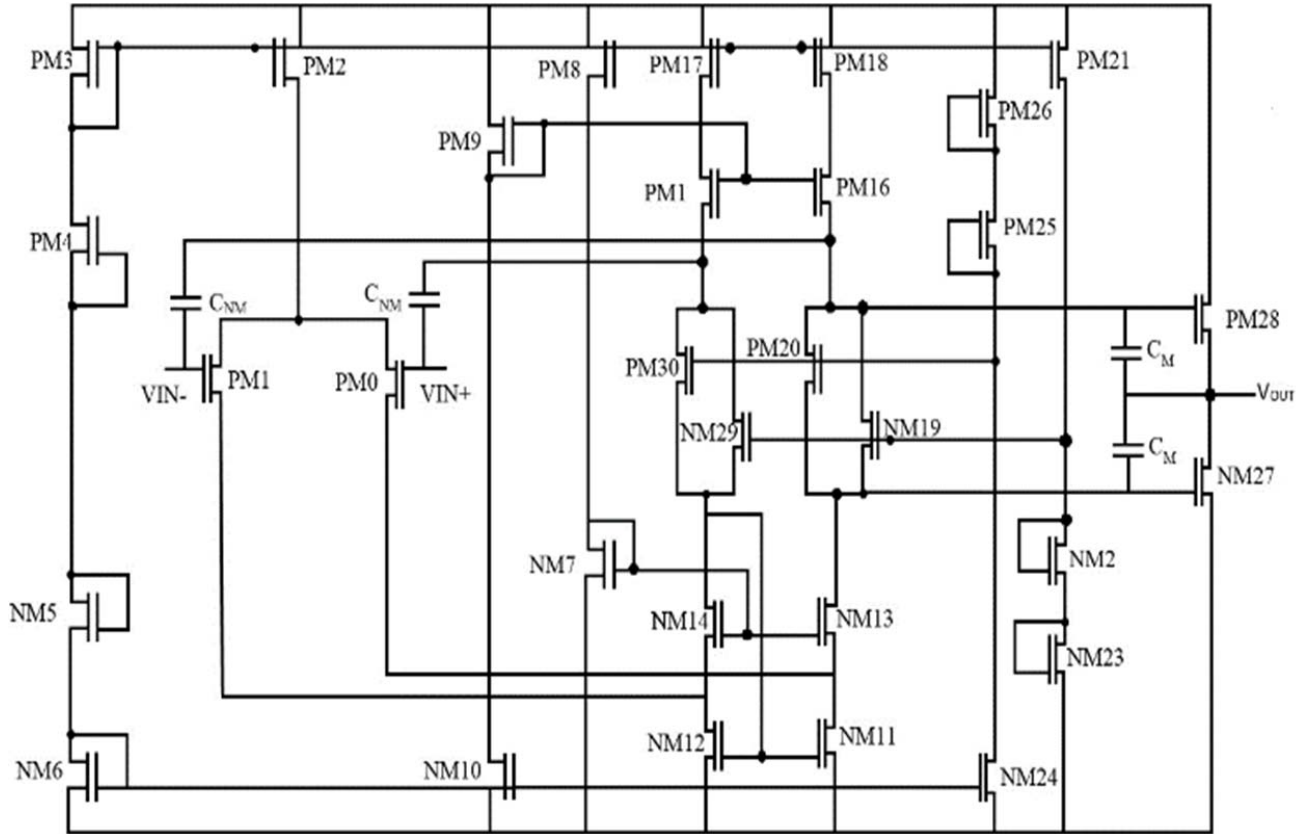 PM3
PM2
PM8
PM17
PM18
PM21
PM26
PM9
PM1
PM16
PM4
PM25
CNM
CNM
PM28
PM30
PM20
CM
VIN-
PM1
PM0
VIN+
VOUT
NM29
NM19
CM
NM27
NM7
NM2
NM5
NM14
NM13
NM23
NM12
NM11
NM6
NM10
NM24